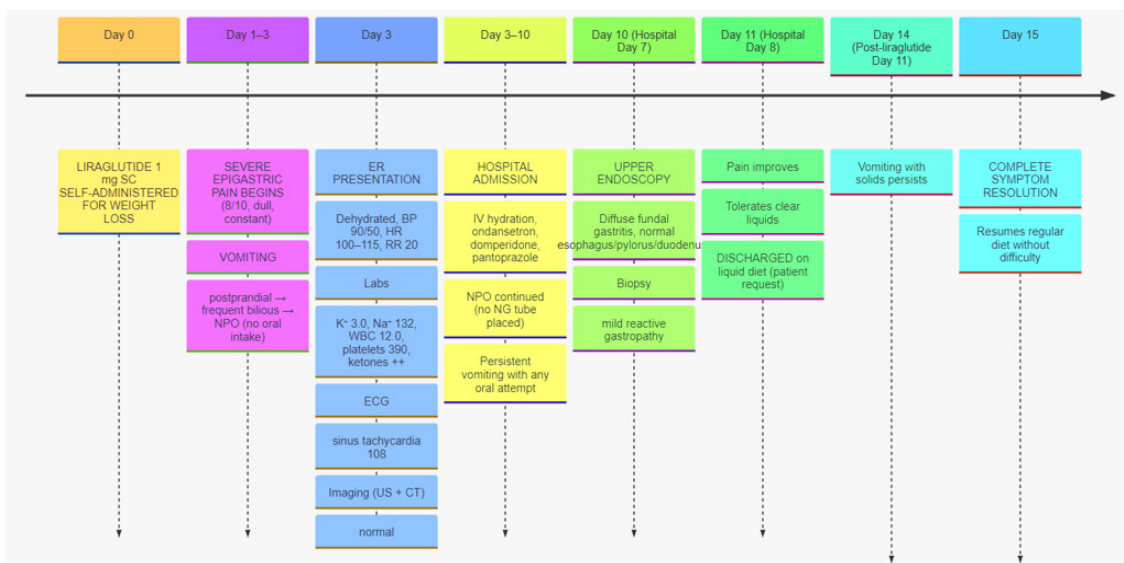 Day 0
Day 1–3
Day 3
Day 3–10
Day 10 (Hospital
Day 7)
Day 11 (Hospital
Day 8)
Day 14
(Post-liraglutide
Day 11)
Day 15
LIRAGLUTIDE 1
mg SC
SELF-ADMINISTERED
FOR WEIGHT
LOSS
SEVERE
EPIGASTRIC
PAIN BEGINS
(8/10, dull,
constant)
VOMITING
postprandial →
frequent bilious →
NPO (no oral
intake)
ER
PRESENTATION
Dehydrated, BP
90/50, HR
100–115, RR 20
Labs
K⁺ 3.0, Na⁺ 132,
WBC 12.0,
platelets 390,
ketones ++
ECG
sinus tachycardia
108
Imaging (US + CT)
normal
HOSPITAL
ADMISSION
IV hydration,
ondansetron,
domperidone,
pantoprazole
NPO continued
(no NG tube
placed)
Persistent
vomiting with any
oral attempt
UPPER
ENDOSCOPY
Diffuse fundal
gastritis, normal
esophagus/pylorus/duodenu
Biopsy
mild reactive
gastropathy
Pain improves
Tolerates clear
liquids
DISCHARGED on
liquid diet (patient
request)
Vomiting with
solids persists
COMPLETE
SYMPTOM
RESOLUTION
Resumes regular
diet without
difficulty